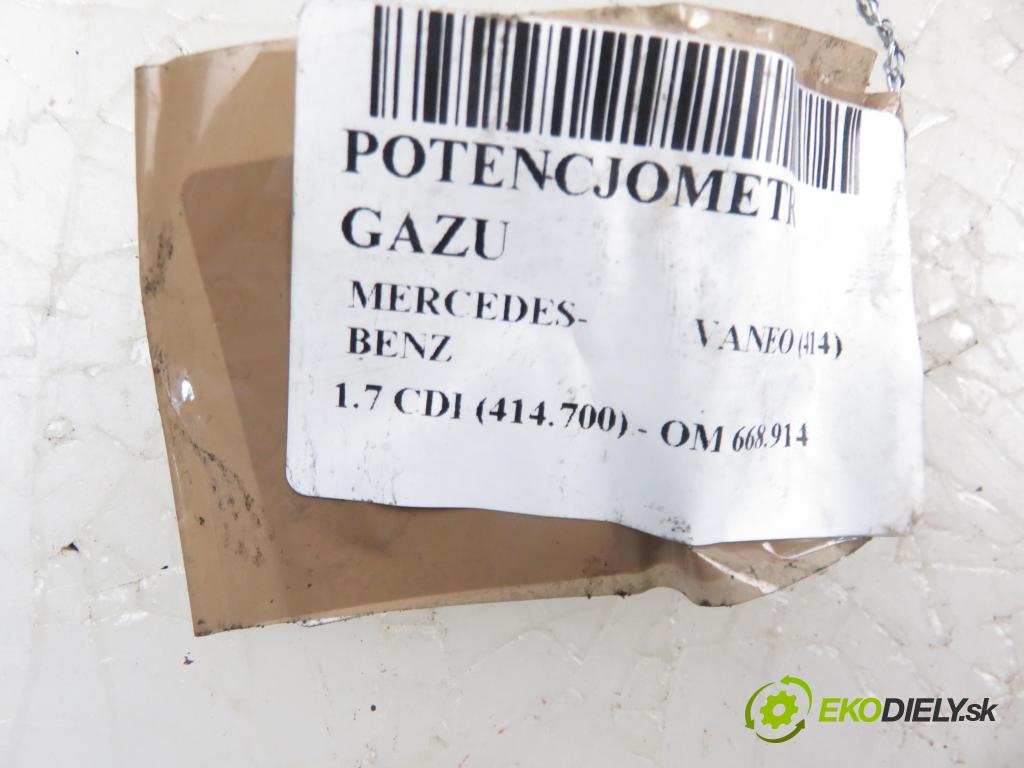 POTENCJOMETR
GAZU
MERCEDES-
BENZ
VANEO (414)
1.7 CDI (414.700) - OM 668.914
EKODIELY.sk